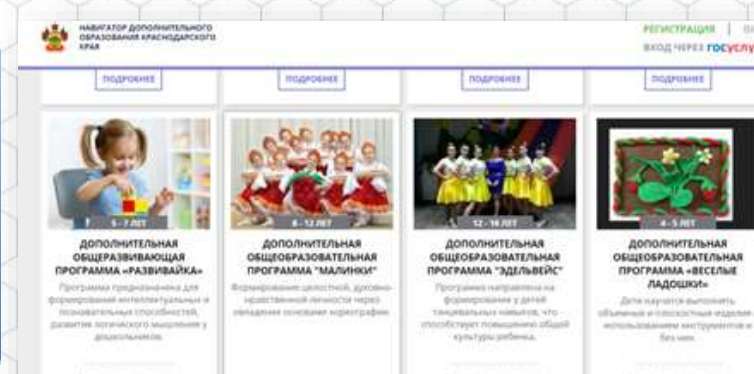 НАВИГАТОР ДОПОЛНИТЕЛЬНОГО
ОБРАЗОВАНИЯ КРАСНОДАРСКОГО
КРАЯ
РЕГИСТРАЦИЯ |
ВХОД ЧЕРЕЗ госуслу
ПОДРОБНЕЕ
ПОДРОБНЕЕ
ПОДРОБНЕЕ
ПОДРОБНЕЕ
5 - 7 ЛЕТ
ДОПОЛНИТЕЛЬНАЯ
ОБЩЕРАЗВИВАЮЩАЯ
ПРОГРАММА «РАЗВИВАЙКА»
Программа предназначена для
формирования интеллектуальных и
познавательных способностей,
развития логического мышления у
дошкольников.
8 - 12 ЛЕТ
ДОПОЛНИТЕЛЬНАЯ
ОБЩЕОБРАЗОВАТЕЛЬНАЯ
ПРОГРАММА "МАЛИНКИ"
Формирование целостной, духовно-
нравственной личности через
овладение основами хореографии
12 - 16 ЛЕТ
ДОПОЛНИТЕЛЬНАЯ
ОБЩЕОБРАЗОВАТЕЛЬНАЯ
ПРОГРАММА "ЭДЕЛЬВЕЙС"
Программа направлена на
формирование у детей
танцевальных навыков, что
способствует повышению общей
культуры ребенка.
4 - 5 ЛЕТ
ДОПОЛНИТЕЛЬНАЯ
ОБЩЕОБРАЗОВАТЕЛЬНАЯ
ПРОГРАММА «ВЕСЕЛЫЕ
ЛАДОШКИ»
Дети научатся выполнять
объемные и плоскостные изделия
использованием инструментов и
без них.